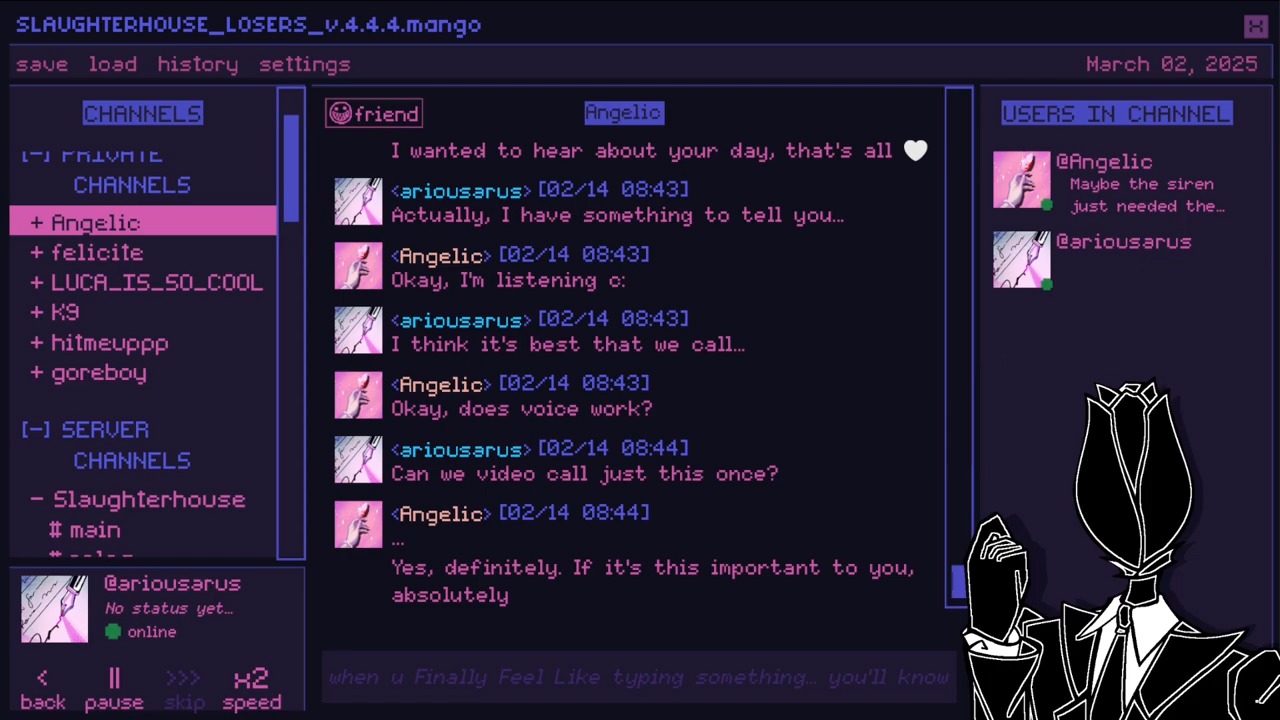 SLAUGHTERHOUSE_LOSERS_v.4.4.4.mango
save load history settings
March 02, 2025
CHANNELS
[-] PRIVATE
CHANNELS
+ Angelic
+ felicite
+ LUCA_IS_SO_COOL
+ K9
+ hitmeuppp
+ goreboy
[-] SERVER
CHANNELS
- Slaughterhouse
# main
@ariousarus
No status yet...
online
< back
|| pause
>>> skip
x2 speed
friend
Angelic
I wanted to hear about your day, that's all 🤍
<ariousarus> [02/14 08:43]
Actually, I have something to tell you...
<Angelic> [02/14 08:43]
Okay, I'm listening c:
<ariousarus> [02/14 08:43]
I think it's best that we call...
<Angelic> [02/14 08:43]
Okay, does voice work?
<ariousarus> [02/14 08:44]
Can we video call just this once?
<Angelic> [02/14 08:44]
...
Yes, definitely. If it's this important to you,
absolutely
when u Finally Feel Like typing something... you'll know
USERS IN CHANNEL
@Angelic
Maybe the siren
just needed the...
@ariousarus